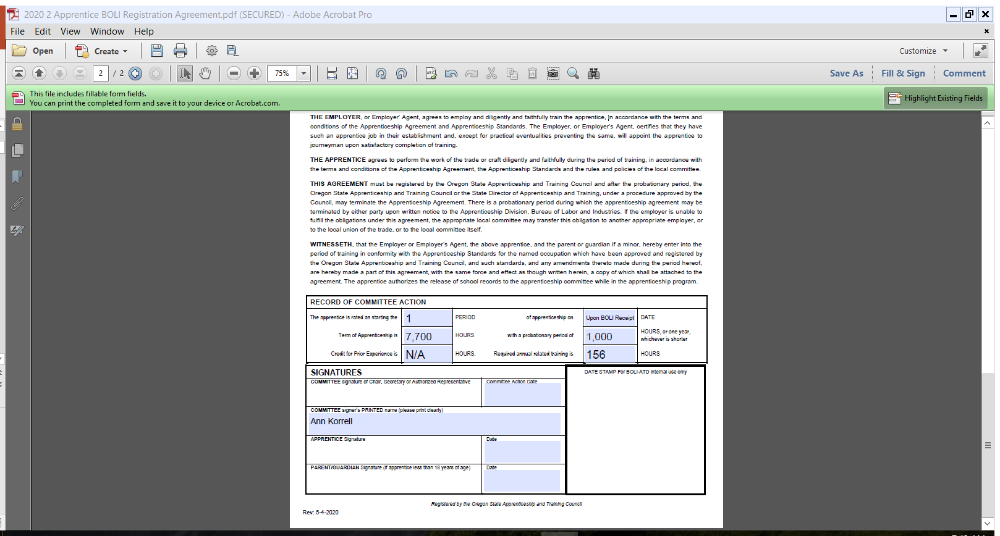 2020 2 Apprentice BOLI Registration Agreement.pdf (SECURED) - Adobe Acrobat Pro
File Edit View Window Help
Open Create Customize
2 / 2 75% Save As Fill & Sign Comment
This file includes fillable form fields.
You can print the completed form and save it to your device or Acrobat.com.
Highlight Existing Fields
THE EMPLOYER, or Employer' Agent, agrees to employ and diligently and faithfully train the apprentice, in accordance with the terms and
conditions of the Apprenticeship Agreement and Apprenticeship Standards. The Employer, or Employer's Agent, certifies that they have
such an apprentice job in their establishment and, except for practical eventualities preventing the same, will appoint the apprentice to
journeyman upon satisfactory completion of training.
THE APPRENTICE agrees to perform the work of the trade or craft diligently and faithfully during the period of training, in accordance with
the terms and conditions of the Apprenticeship Agreement, the Apprenticeship Standards and the rules and policies of the local committee.
THIS AGREEMENT must be registered by the Oregon State Apprenticeship and Training Council and after the probationary period, the
Oregon State Apprenticeship and Training Council or the State Director of Apprenticeship and Training, under a procedure approved by the
Council, may terminate the Apprenticeship Agreement. There is a probationary period during which the apprenticeship agreement may be
terminated by either party upon written notice to the Apprenticeship Division, Bureau of Labor and Industries. If the employer is unable to
fulfill the obligations under this agreement, the appropriate local committee may transfer this obligation to another appropriate employer, or
to the local union of the trade, or to the local committee itself.
WITNESSETH, that the Employer or Employer's Agent, the above apprentice, and the parent or guardian if a minor, hereby enter into the
period of training in conformity with the Apprenticeship Standards for the named occupation which have been approved and registered by
the Oregon State Apprenticeship and Training Council, and such standards, and any amendments thereto made during the period hereof,
are hereby made a part of this agreement, with the same force and effect as though written herein, a copy of which shall be attached to the
agreement. The apprentice authorizes the release of school records to the apprenticeship committee while in the apprenticeship program.
RECORD OF COMMITTEE ACTION
The apprentice is rated as starting the 1 PERIOD of apprenticeship on Upon BOLI Receipt DATE
Term of Apprenticeship is 7,700 HOURS with a probationary period of 1,000 HOURS, or one year,
whichever is shorter
Credit for Prior Experience is N/A HOURS. Required annual related training is 156 HOURS
SIGNATURES
DATE STAMP For BOLI-ATD internal use only
COMMITTEE signature of Chair, Secretary or Authorized Representative Committee Action Date
COMMITTEE signer's PRINTED name (please print clearly)
Ann Korrell
APPRENTICE Signature Date
PARENT/GUARDIAN Signature (if apprentice less than 18 years of age) Date
Registered by the Oregon State Apprenticeship and Training Council
Rev: 5-4-2020